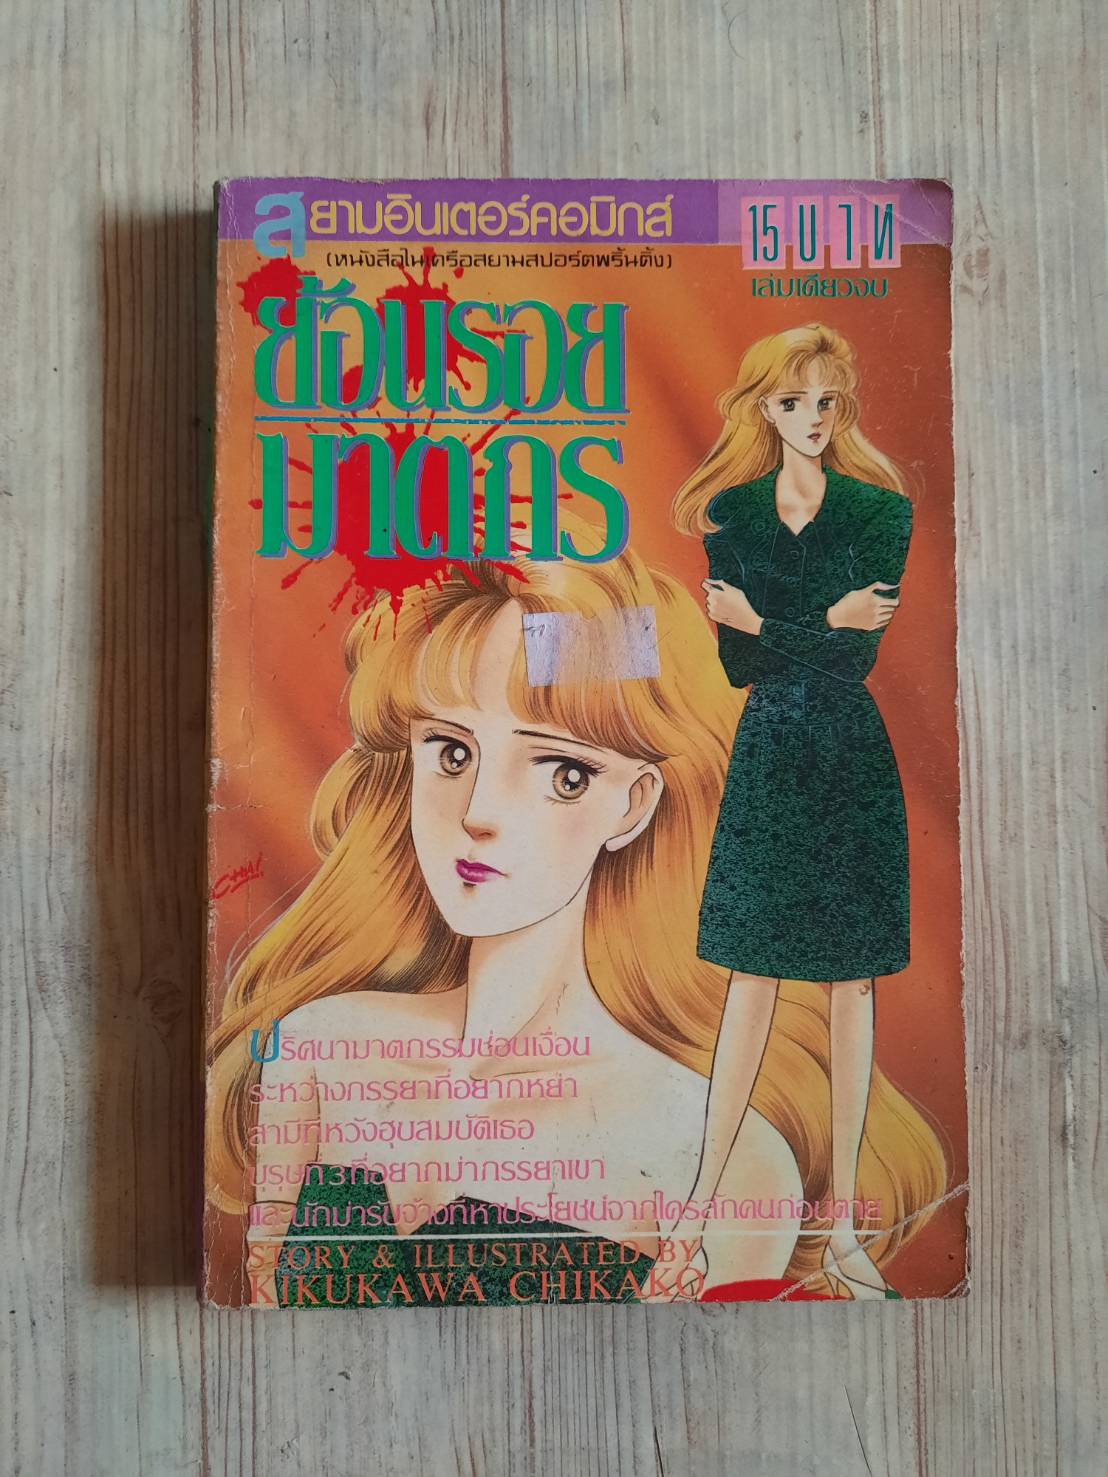 สยามอินเตอร์คอมิกส์
(หนังสือในเครือสยามสปอร์ตพริ้นติ้ง)
15 บาท
เล่มเดียวจบ
ย้อนรอย
มาตกร
CHAI
ปริศนามาตกรรมซ่อนเงื่อน
ระหว่างภรรยาที่อยากหย่า
สามีที่หวังฮุบสมบัติเธอ
บุรุษที่3ที่อยากฆ่าภรรยาเขา
และนักฆ่ารับจ้างที่หาประโยชน์จากใครสักคนก่อนตาย
STORY & ILLUSTRATED BY
KIKUKAWA CHIKAKO